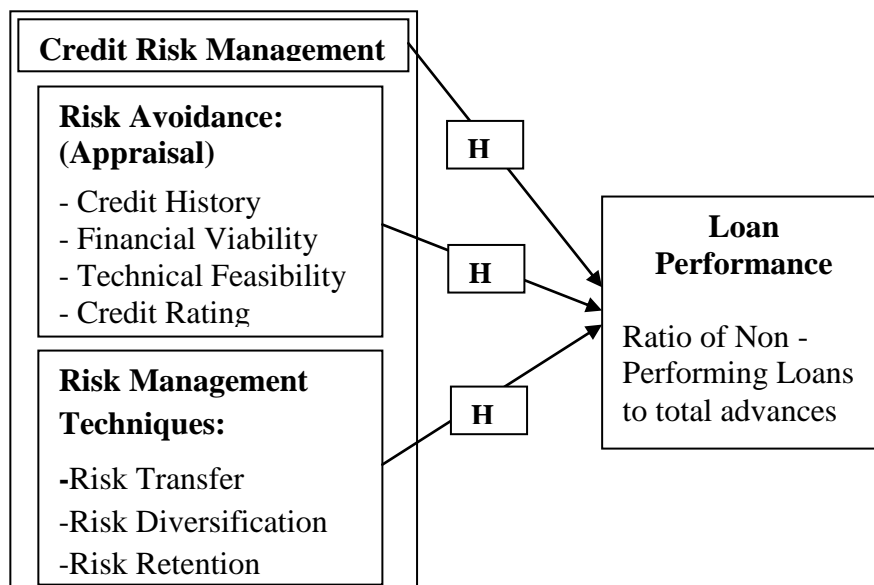 Credit Risk Management
Risk Avoidance:
(Appraisal)
- Credit History
- Financial Viability
- Technical Feasibility
- Credit Rating
Risk Management
Techniques:
-Risk Transfer
-Risk Diversification
-Risk Retention
H
H
H
Loan
Performance
Ratio of Non -
Performing Loans
to total advances